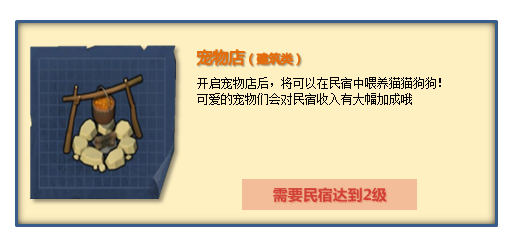 宠物店（建筑类）
开启宠物店后，将可以在民宿中喂养猫猫狗狗！
可爱的宠物们会对民宿收入有大幅加成哦
需要民宿达到2级